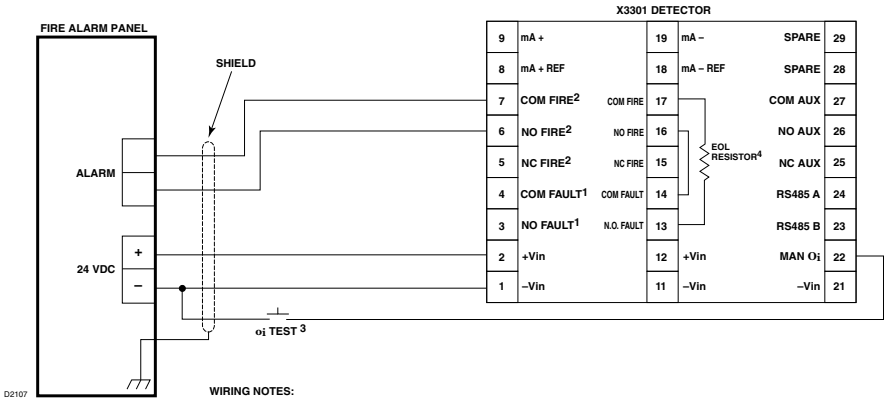 X3301 DETECTOR
FIRE ALARM PANEL
SHIELD
ALARM
+
24 VDC
–
oi TEST 3
9 mA + 19 mA – SPARE 29
8 mA + REF 18 mA – REF SPARE 28
7 COM FIRE2 COM FIRE 17 COM AUX 27
6 NO FIRE2 NO FIRE 16 NO AUX 26
EOL
RESISTOR4
5 NC FIRE2 NC FIRE 15 NC AUX 25
4 COM FAULT1 COM FAULT 14 RS485 A 24
3 NO FAULT1 N.O. FAULT 13 RS485 B 23
2 +Vin 12 +Vin MAN Oi 22
1 –Vin 11 –Vin –Vin 21
D2107
WIRING NOTES: